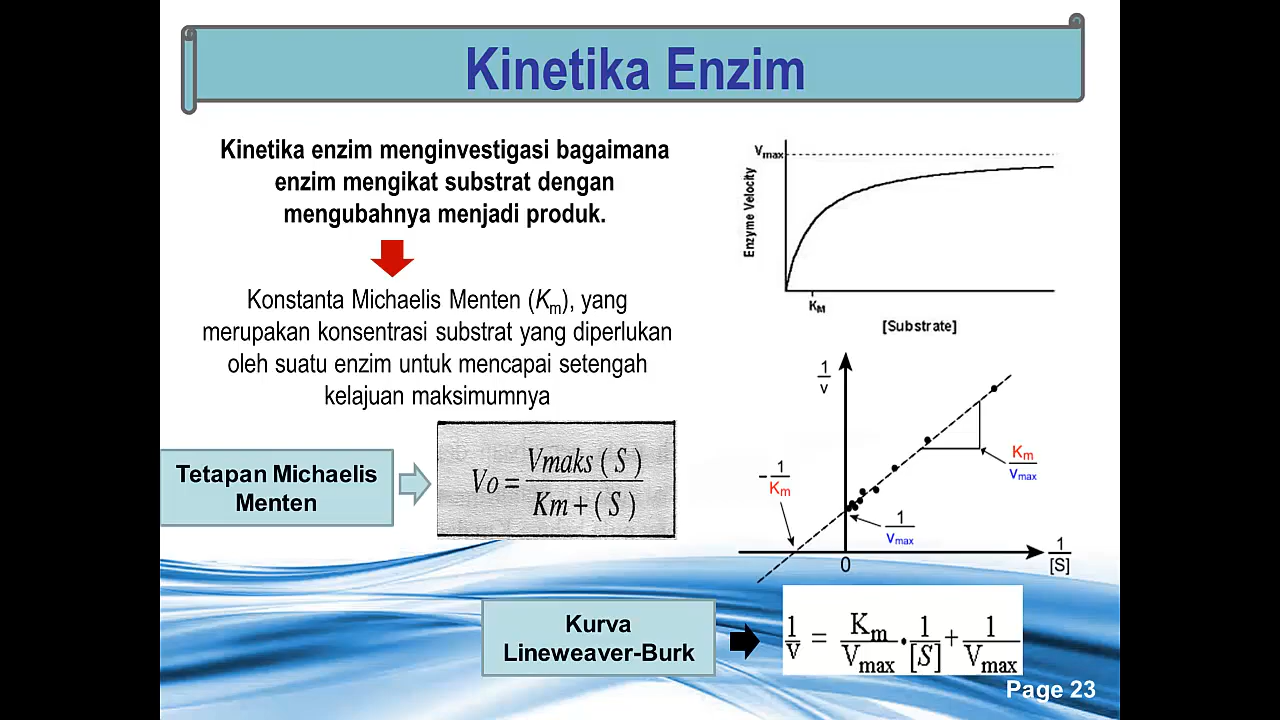 Kinetika Enzim
Kinetika enzim menginvestigasi bagaimana
enzim mengikat substrat dengan
mengubahnya menjadi produk.
Konstanta Michaelis Menten (Km), yang
merupakan konsentrasi substrat yang diperlukan
oleh suatu enzim untuk mencapai setengah
kelajuan maksimumnya
Tetapan Michaelis
Menten
Vo = Vmaks ( S ) / Km + ( S )
Vmax
Enzyme Velocity
KM
[Substrate]
1/v
- 1/Km
Km/Vmax
1/Vmax
0
1/[S]
Kurva
Lineweaver-Burk
1/V = Km/Vmax . 1/[S] + 1/Vmax
Page 23